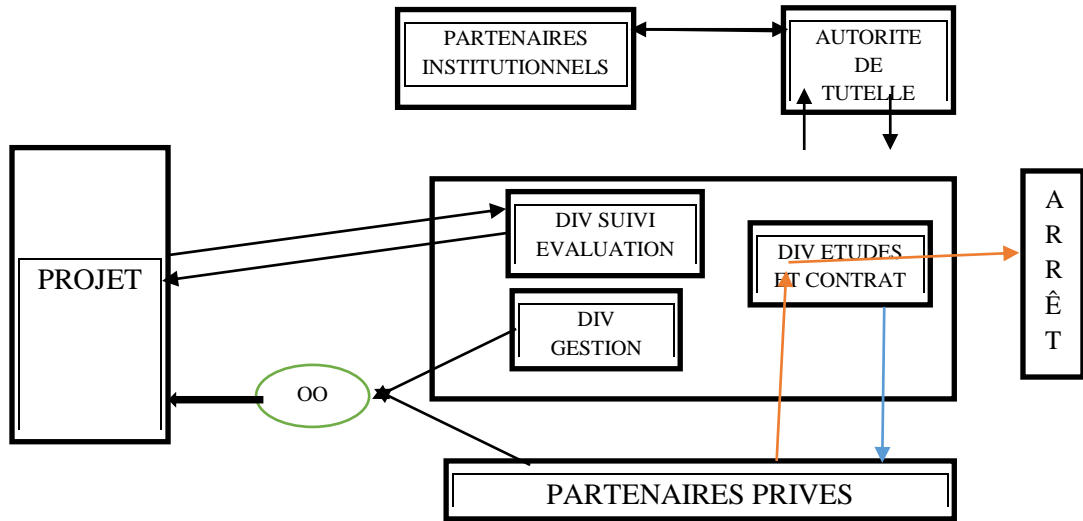 PARTENAIRES
INSTITUTIONNELS
AUTORITE
DE
TUTELLE
PROJET
DIV SUIVI
EVALUATION
DIV ETUDES
ET CONTRAT
A
R
R
Ê
T
DIV
GESTION
OO
PARTENAIRES PRIVES